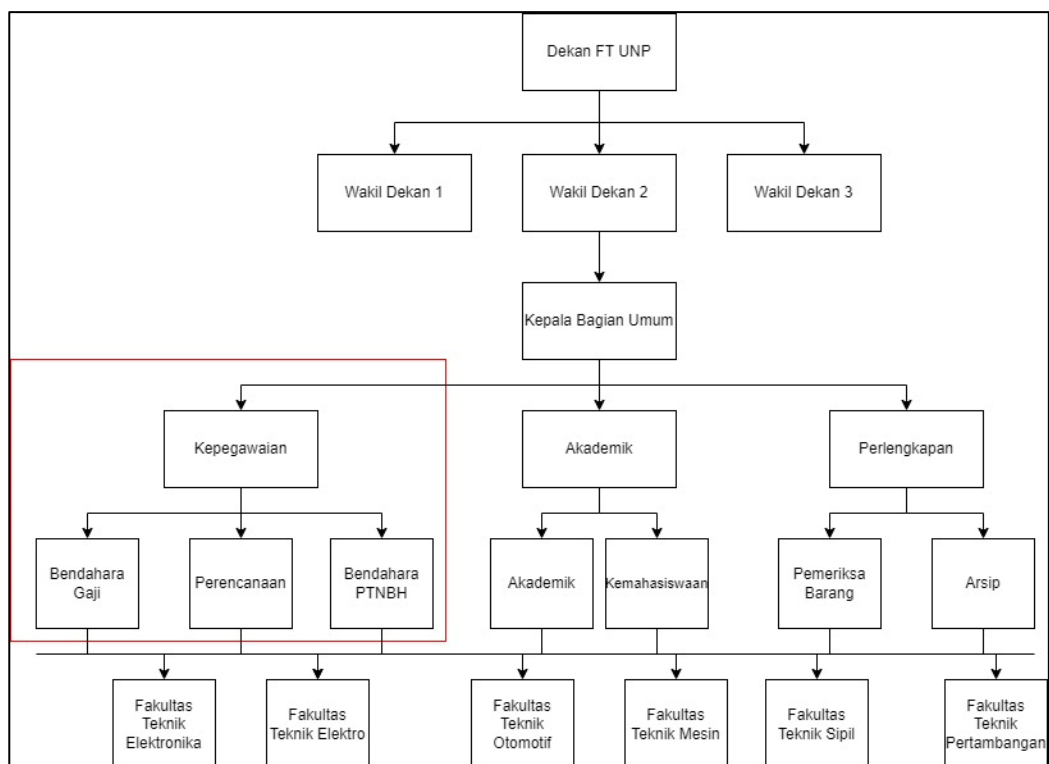 Dekan FT UNP
Wakil Dekan 1
Wakil Dekan 2
Wakil Dekan 3
Kepala Bagian Umum
Kepegawaian
Akademik
Perlengkapan
Bendahara
Gaji
Perencanaan
Bendahara
PTNBH
Akademik
Kemahasiswaan
Pemeriksa
Barang
Arsip
Fakultas
Teknik
Elektronika
Fakultas
Teknik Elektro
Fakultas
Teknik
Otomotif
Fakultas
Teknik Mesin
Fakultas
Teknik Sipil
Fakultas
Teknik
Pertambangan